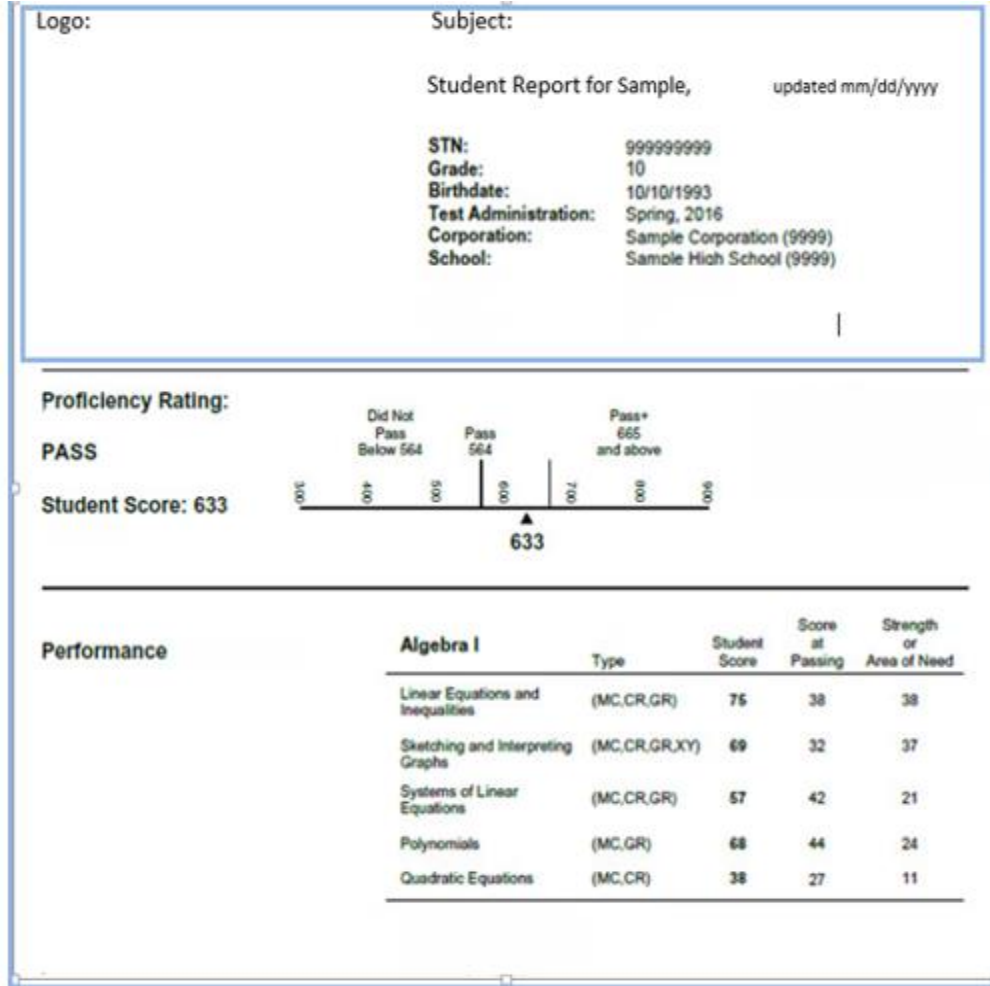 Logo:
Subject:
Student Report for Sample, updated mm/dd/yyyy
STN: 999999999
Grade: 10
Birthdate: 10/10/1993
Test Administration: Spring, 2016
Corporation: Sample Corporation (9999)
School: Sample High School (9999)
Proficiency Rating:
PASS
Student Score: 633
Did Not
Pass
Below 564
Pass
564
Pass+
665
and above
300 400 500 600 700 800 900
633
Performance
Algebra I
Type
Student
Score
Score
at
Passing
Strength
or
Area of Need
Linear Equations and
Inequalities
(MC,CR,GR) 75 38 38
Sketching and Interpreting
Graphs
(MC,CR,GR,XY) 69 32 37
Systems of Linear
Equations
(MC,CR,GR) 57 42 21
Polynomials (MC,GR) 68 44 24
Quadratic Equations (MC,CR) 38 27 11